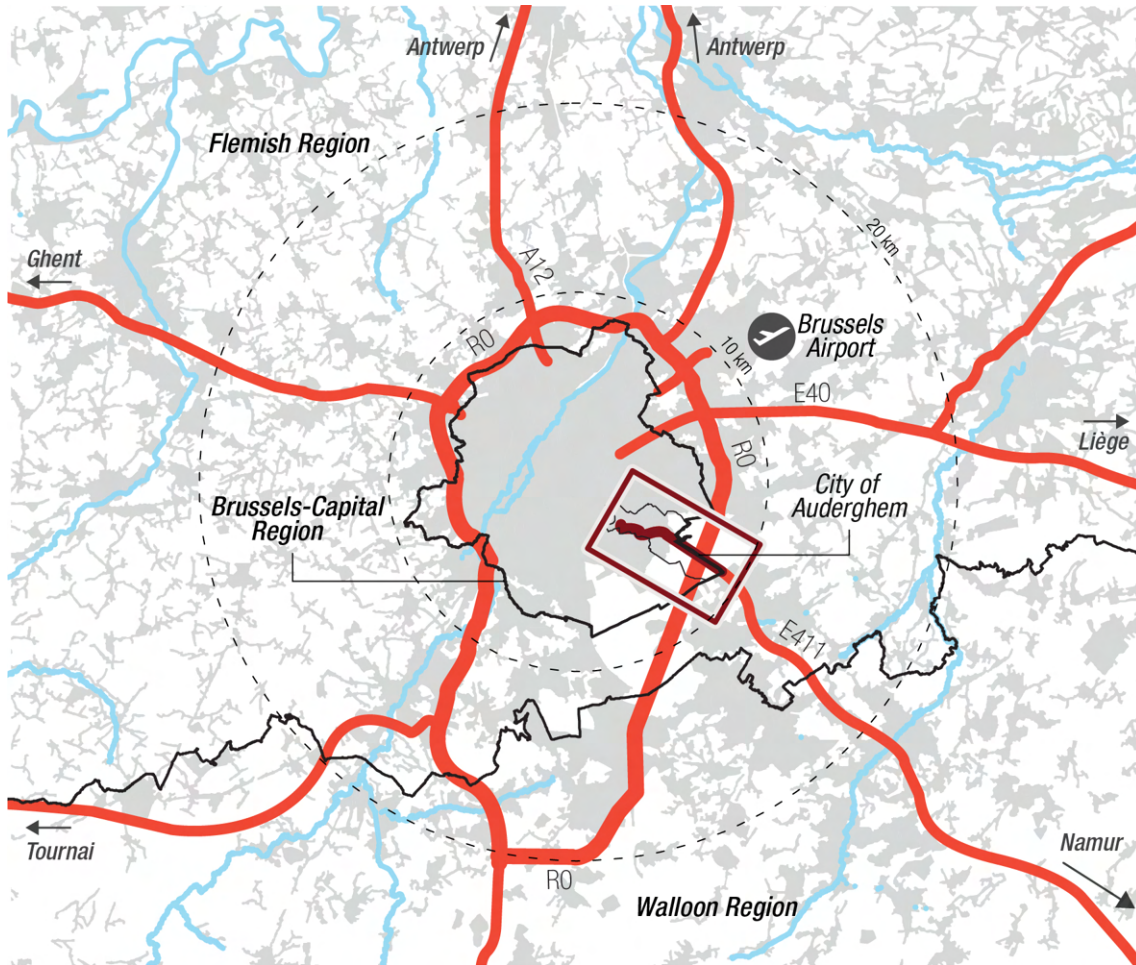 Antwerp
Antwerp
Flemish Region
20 km
Ghent
A12
R0
10 km
Brussels
Airport
E40
R0
Liège
City of
Auderghem
Brussels-Capital
Region
E411
Tournai
R0
Namur
Walloon Region